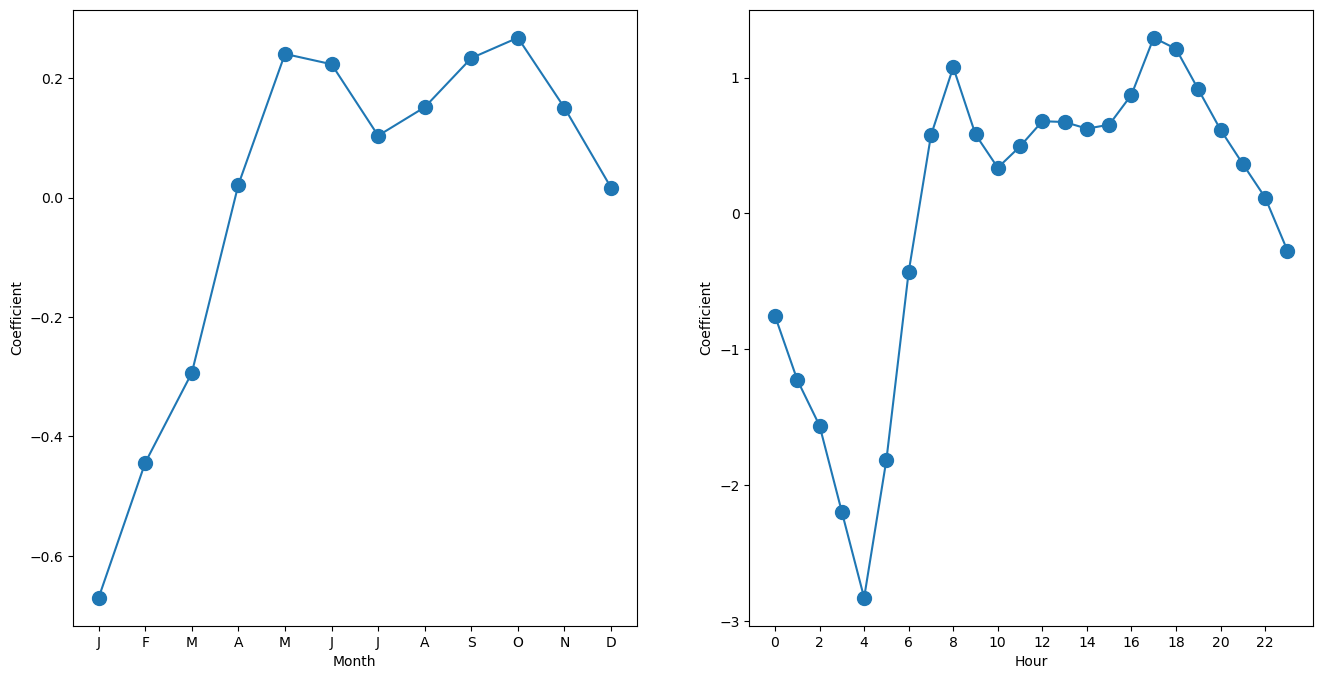 0.2
0.0
−0.2
−0.4
−0.6
Coefficient
J F M A M J J A S O N D
Month
1
0
−1
−2
−3
Coefficient
0 2 4 6 8 10 12 14 16 18 20 22
Hour